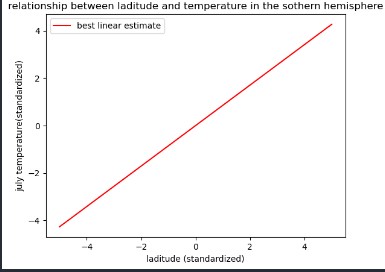 relationship between laditude and temperature in the sothern hemisphere
best linear estimate
july temperature(standardized)
4
2
0
−2
−4
−4
−2
0
2
4
laditude (standardized)